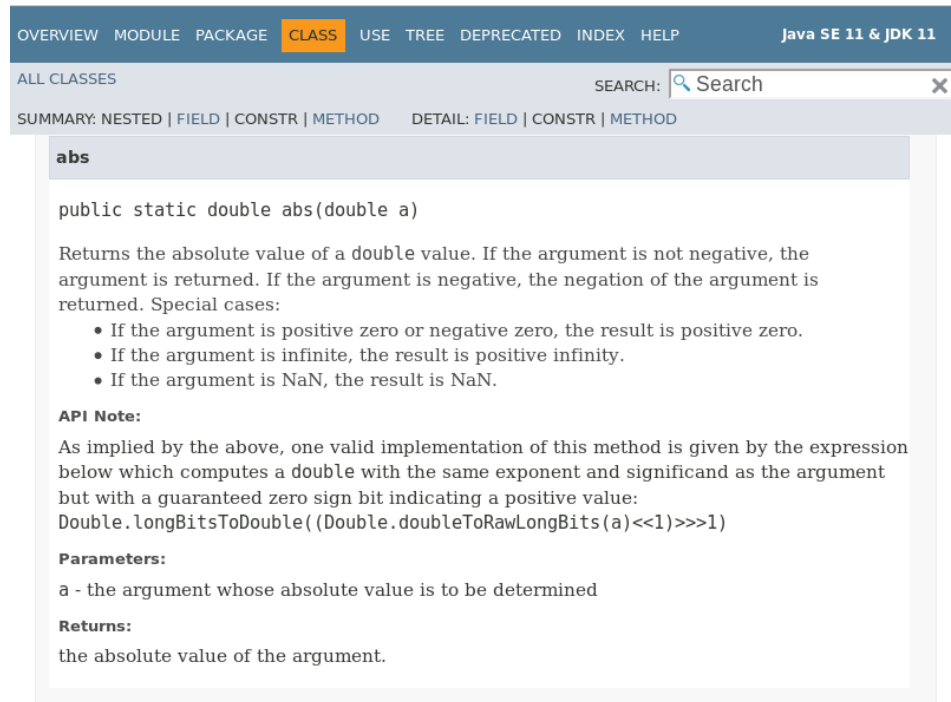 OVERVIEW MODULE PACKAGE CLASS USE TREE DEPRECATED INDEX HELP Java SE 11 & JDK 11
ALL CLASSES
SEARCH: Search
SUMMARY: NESTED | FIELD | CONSTR | METHOD DETAIL: FIELD | CONSTR | METHOD
abs
public static double abs(double a)
Returns the absolute value of a double value. If the argument is not negative, the
argument is returned. If the argument is negative, the negation of the argument is
returned. Special cases:
• If the argument is positive zero or negative zero, the result is positive zero.
• If the argument is infinite, the result is positive infinity.
• If the argument is NaN, the result is NaN.
API Note:
As implied by the above, one valid implementation of this method is given by the expression
below which computes a double with the same exponent and significand as the argument
but with a guaranteed zero sign bit indicating a positive value:
Double.longBitsToDouble((Double.doubleToRawLongBits(a)<<1)>>>1)
Parameters:
a - the argument whose absolute value is to be determined
Returns:
the absolute value of the argument.